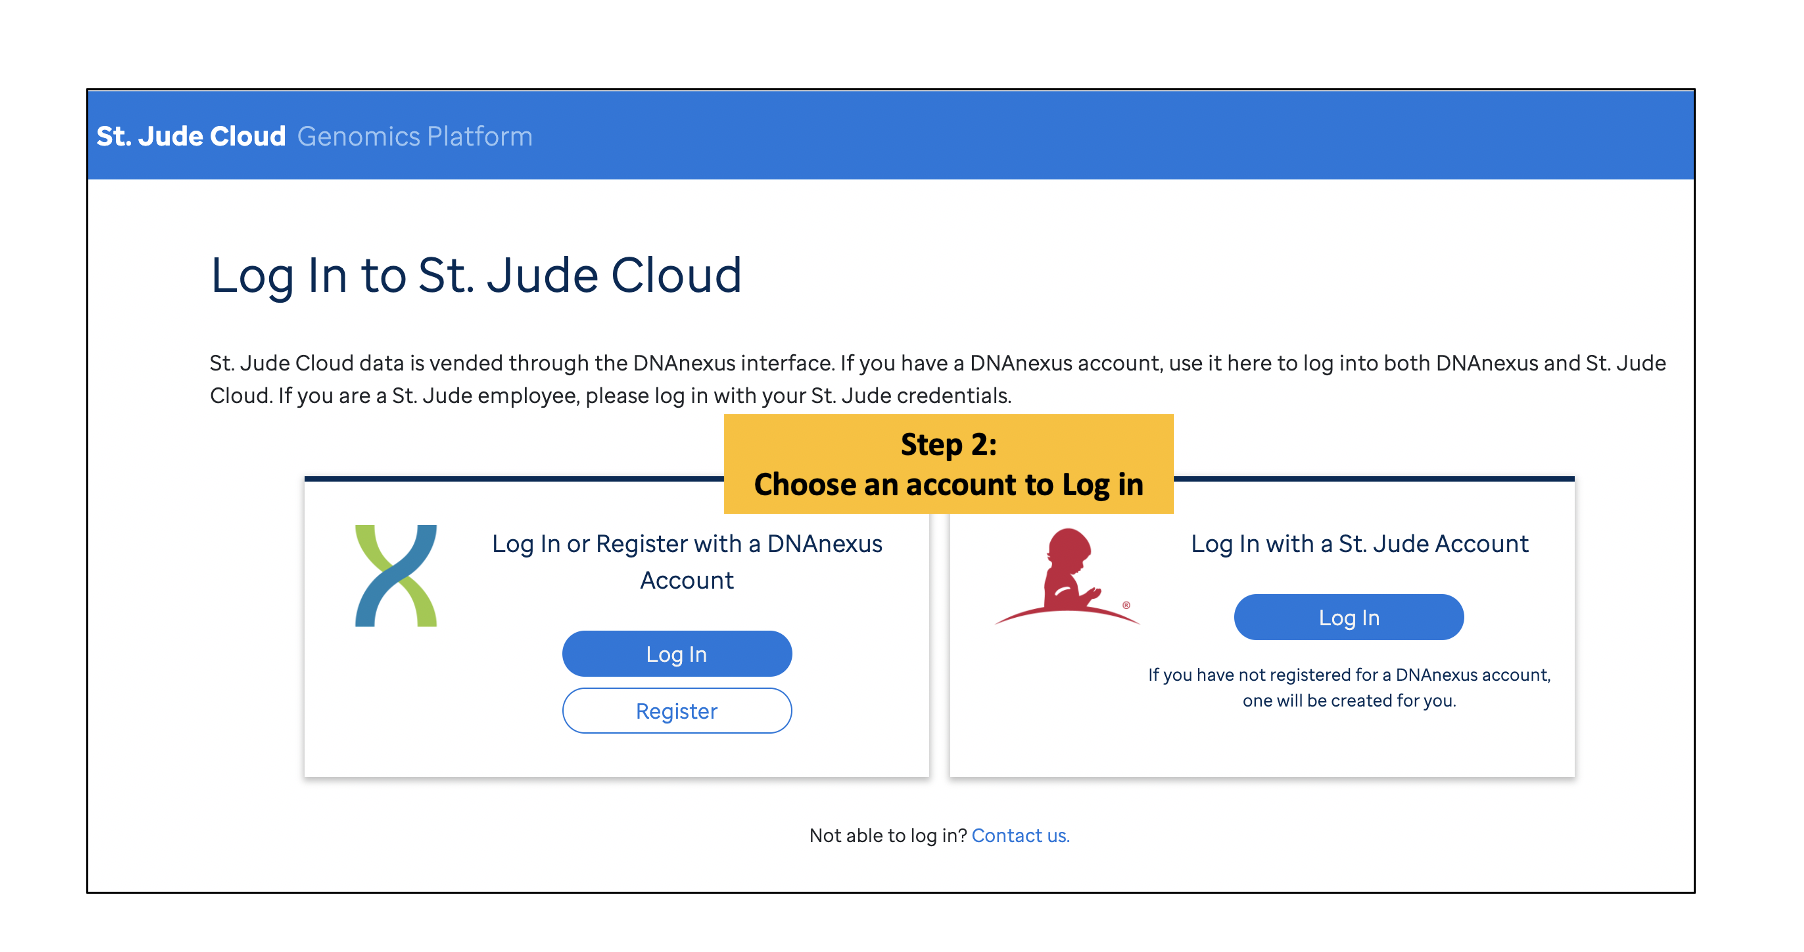 St. Jude Cloud Genomics Platform
Log In to St. Jude Cloud
St. Jude Cloud data is vended through the DNAnexus interface. If you have a DNAnexus account, use it here to log into both DNAnexus and St. Jude
Cloud. If you are a St. Jude employee, please log in with your St. Jude credentials.
Step 2:
Choose an account to Log in
Log In or Register with a DNAnexus
Account
Log In
Register
Log In with a St. Jude Account
®
Log In
If you have not registered for a DNAnexus account,
one will be created for you.
Not able to log in? Contact us.